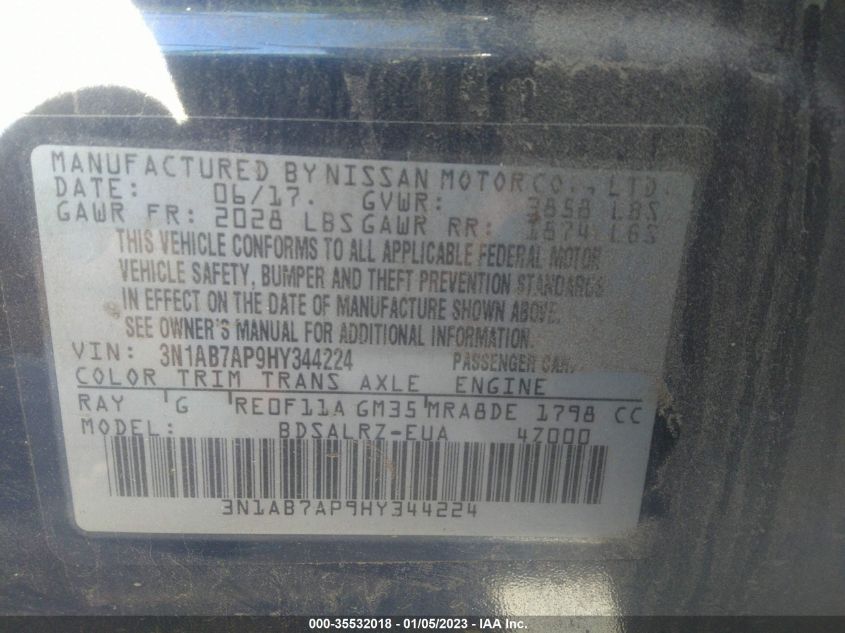 MANUFACTURED BY NISSAN MOTOR CO., LTD.
DATE: 06/17. GVWR: 3858 LBS
GAWR FR: 2028 LBS GAWR RR: 1874 LBS
THIS VEHICLE CONFORMS TO ALL APPLICABLE FEDERAL MOTOR
VEHICLE SAFETY, BUMPER AND THEFT PREVENTION STANDARDS
IN EFFECT ON THE DATE OF MANUFACTURE SHOWN ABOVE.
SEE OWNER'S MANUAL FOR ADDITIONAL INFORMATION.
VIN: 3N1AB7AP9HY344224 PASSENGER CAR
COLOR TRIM TRANS AXLE ENGINE
RAY G RE0F11A GM35 MRA8DE 1798 CC
MODEL: BDSALRZ-EUA 47000
3N1AB7AP9HY344224
000-35532018 - 01/05/2023 - IAA Inc.